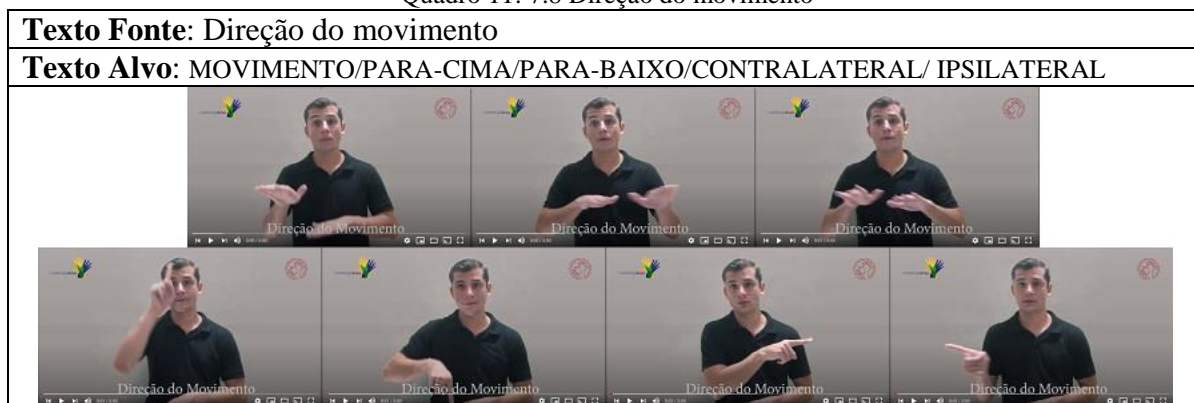 Texto Fonte: Direção do movimento
Texto Alvo: MOVIMENTO/PARA-CIMA/PARA-BAIXO/CONTRALATERAL/ IPSILATERAL
Direção do Movimento
Direção do Movimento
Direção do Movimento
Direção do Movimento
Direção do Movimento
Direção do Movimento
Direção do Movimento